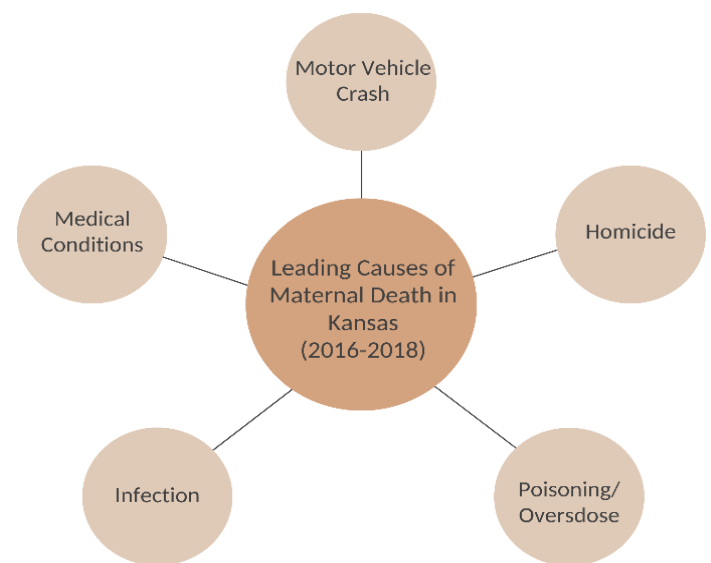 Motor Vehicle
Crash
Medical
Conditions
Homicide
Leading Causes of
Maternal Death in
Kansas
(2016-2018)
Infection
Poisoning/
Oversdose